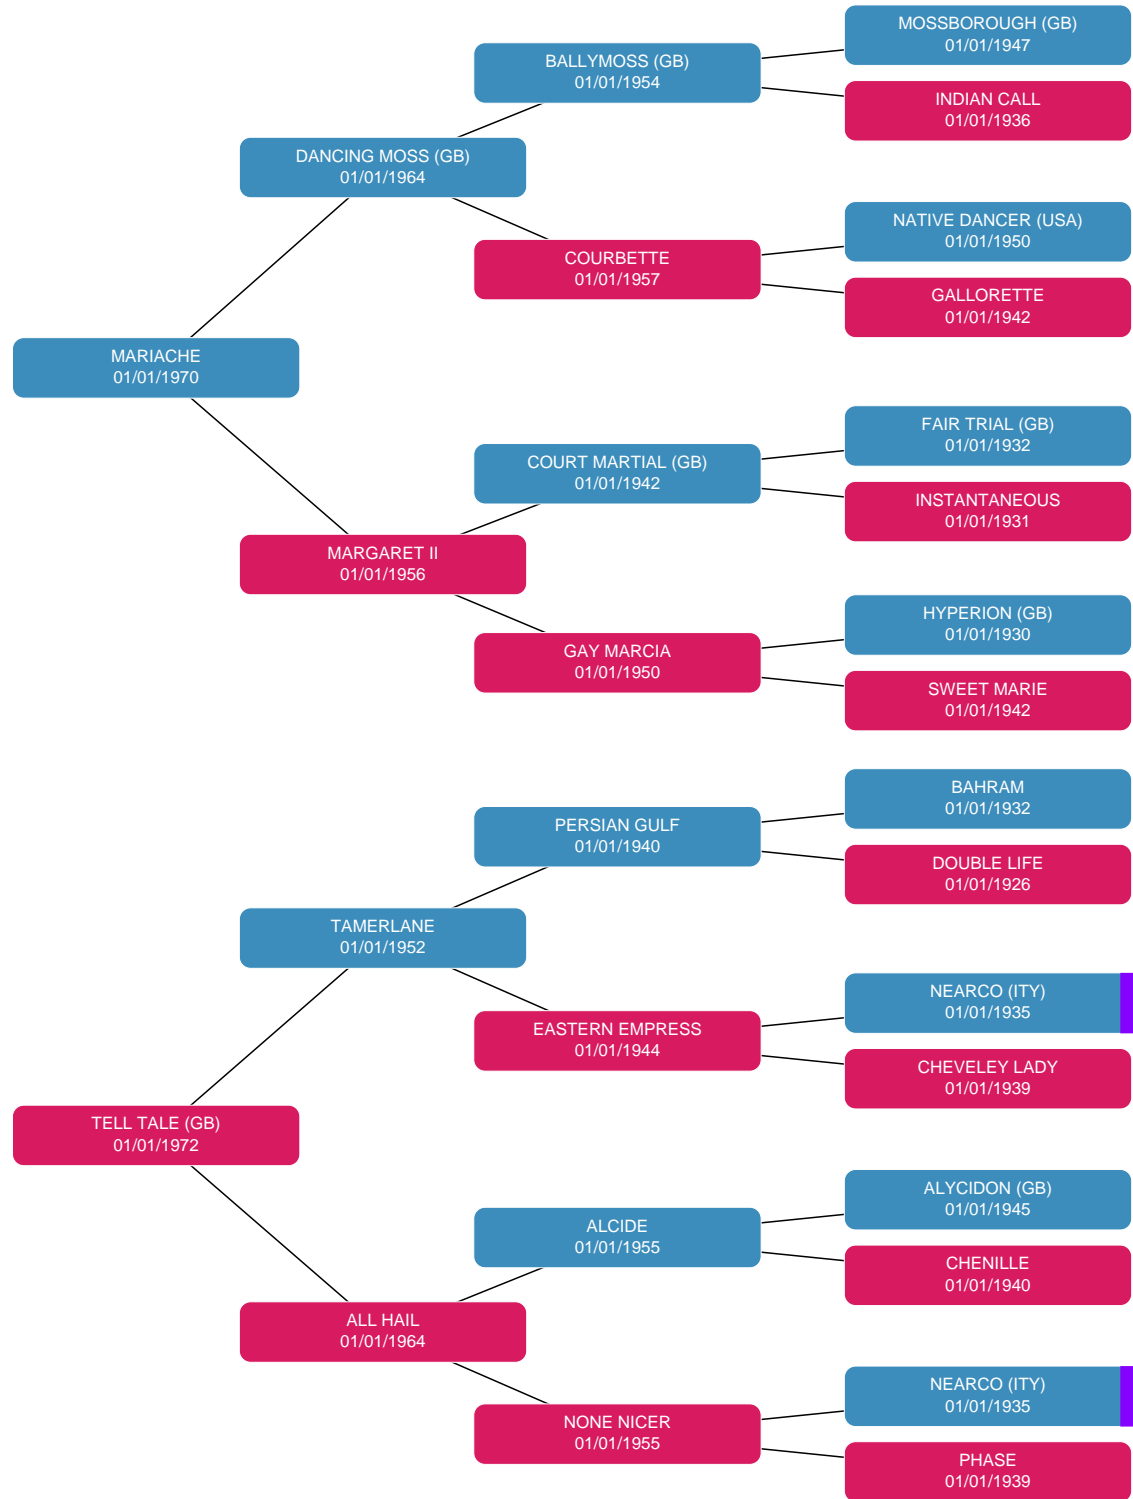 MOSSBOROUGH (GB)
01/01/1947
BALLYMOSS (GB)
01/01/1954
INDIAN CALL
01/01/1936
DANCING MOSS (GB)
01/01/1964
NATIVE DANCER (USA)
01/01/1950
COURBETTE
01/01/1957
GALLORETTE
01/01/1942
MARIACHE
01/01/1970
FAIR TRIAL (GB)
01/01/1932
COURT MARTIAL (GB)
01/01/1942
INSTANTANEOUS
01/01/1931
MARGARET II
01/01/1956
HYPERION (GB)
01/01/1930
GAY MARCIA
01/01/1950
SWEET MARIE
01/01/1942
BAHRAM
01/01/1932
PERSIAN GULF
01/01/1940
DOUBLE LIFE
01/01/1926
TAMERLANE
01/01/1952
NEARCO (ITY)
01/01/1935
EASTERN EMPRESS
01/01/1944
CHEVELEY LADY
01/01/1939
TELL TALE (GB)
01/01/1972
ALYCIDON (GB)
01/01/1945
ALCIDE
01/01/1955
CHENILLE
01/01/1940
ALL HAIL
01/01/1964
NEARCO (ITY)
01/01/1935
NONE NICER
01/01/1955
PHASE
01/01/1939